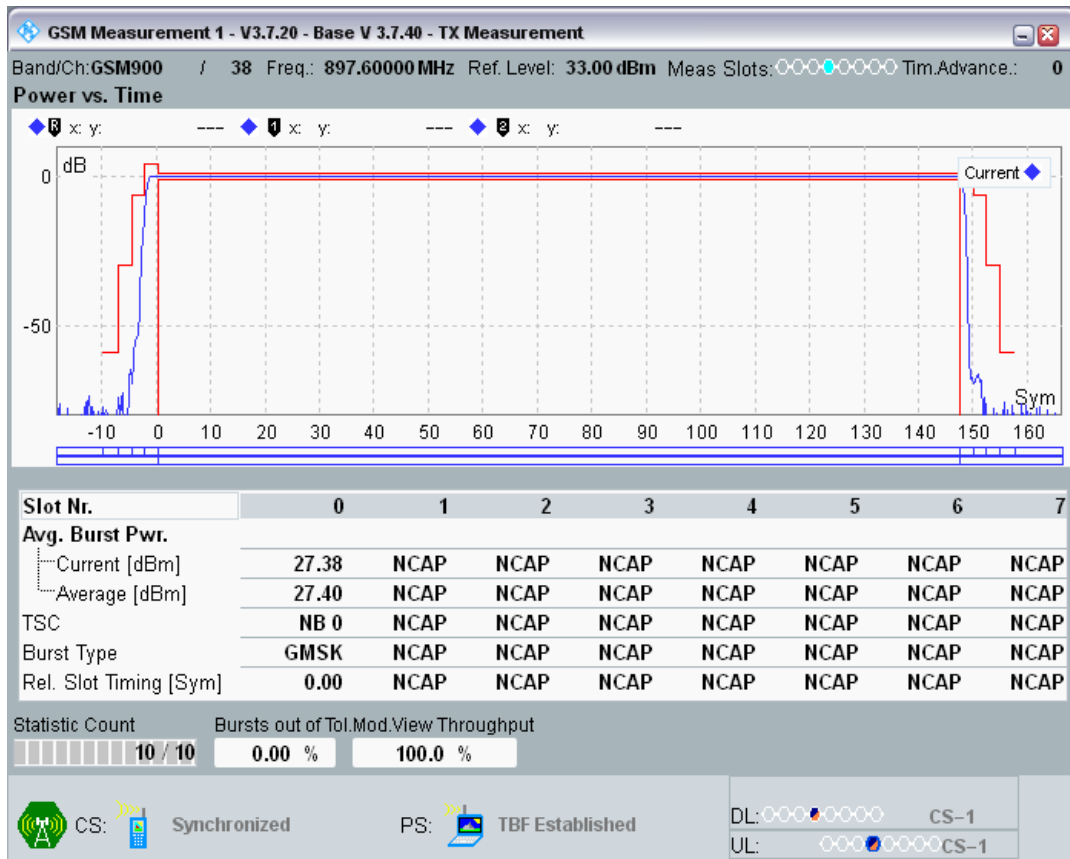 GSM Measurement 1 - V3.7.20 - Base V 3.7.40 - TX Measurement
Band/Ch:GSM900 / 38 Freq.: 897.60000 MHz Ref. Level: 33.00 dBm Meas Slots: Tim.Advance.: 0
Power vs. Time
R x: y: --- 1 x: y: --- 2 x: y: ---
dB
Current
0
-50
Sym
-10 0 10 20 30 40 50 60 70 80 90 100 110 120 130 140 150 160
Slot Nr. 0 1 2 3 4 5 6 7
Avg. Burst Pwr.
Current [dBm] 27.38 NCAP NCAP NCAP NCAP NCAP NCAP NCAP
Average [dBm] 27.40 NCAP NCAP NCAP NCAP NCAP NCAP NCAP
TSC NB 0 NCAP NCAP NCAP NCAP NCAP NCAP NCAP
Burst Type GMSK NCAP NCAP NCAP NCAP NCAP NCAP NCAP
Rel. Slot Timing [Sym] 0.00 NCAP NCAP NCAP NCAP NCAP NCAP NCAP
Statistic Count Bursts out of Tol.Mod.View Throughput
10 / 10 0.00 % 100.0 %
CS: Synchronized PS: TBF Established DL: CS-1
UL: CS-1